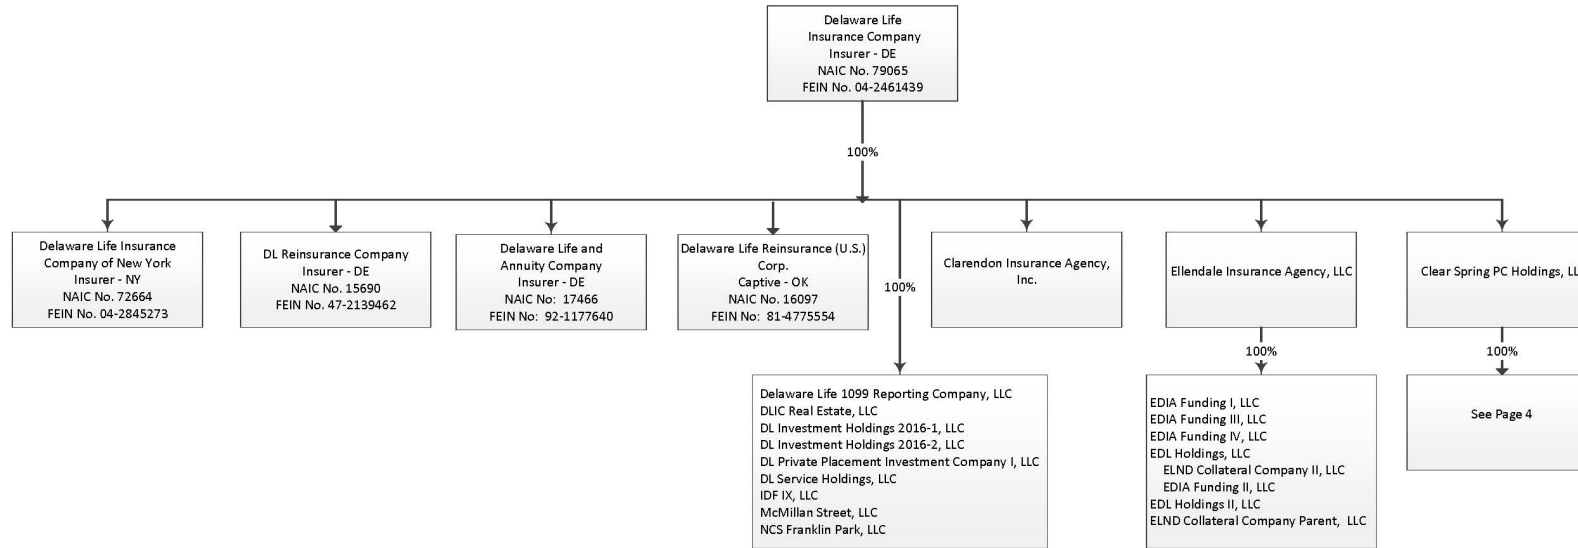 Delaware Life
Insurance Company
Insurer - DE
NAIC No. 79065
FEIN No. 04-2461439
100%
Delaware Life Insurance
Company of New York
Insurer - NY
NAIC No. 72664
FEIN No. 04-2845273
DL Reinsurance Company
Insurer - DE
NAIC No. 15690
FEIN No. 47-2139462
Delaware Life and
Annuity Company
Insurer - DE
NAIC No:  17466
FEIN No:  92-1177640
Delaware Life Reinsurance (U.S.)
Corp.
Captive - OK
NAIC No. 16097
FEIN No:  81-4775554
100%
Clarendon Insurance Agency,
Inc.
Ellendale Insurance Agency, LLC
Clear Spring PC Holdings, LL
100%
100%
Delaware Life 1099 Reporting Company, LLC
DLIC Real Estate, LLC
DL Investment Holdings 2016-1, LLC
DL Investment Holdings 2016-2, LLC
DL Private Placement Investment Company I, LLC
DL Service Holdings, LLC
IDF IX, LLC
McMillan Street, LLC
NCS Franklin Park, LLC
EDIA Funding I, LLC
EDIA Funding III, LLC
EDIA Funding IV, LLC
EDL Holdings, LLC
ELND Collateral Company II, LLC
EDIA Funding II, LLC
EDL Holdings II, LLC
ELND Collateral Company Parent,  LLC
See Page 4